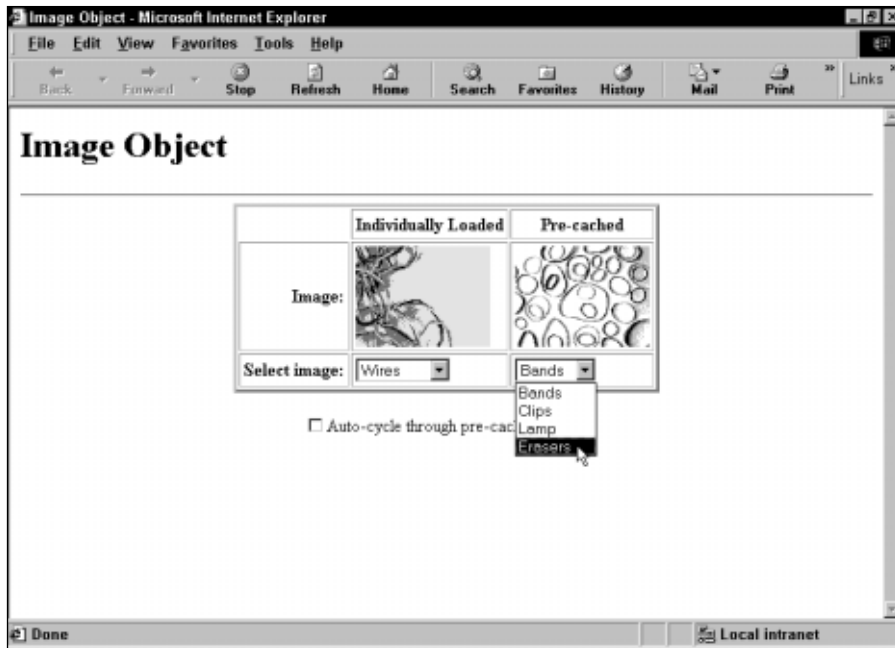 Image Object - Microsoft Internet Explorer
File Edit View Favorites Tools Help
Back Forward Stop Refresh Home Search Favorites History Mail Print » Links »
Image Object
Individually Loaded Pre-cached
Image:
Select image: Wires Bands
Bands
Clips
Lamp
Erasers
Auto-cycle through pre-cac
Done Local intranet